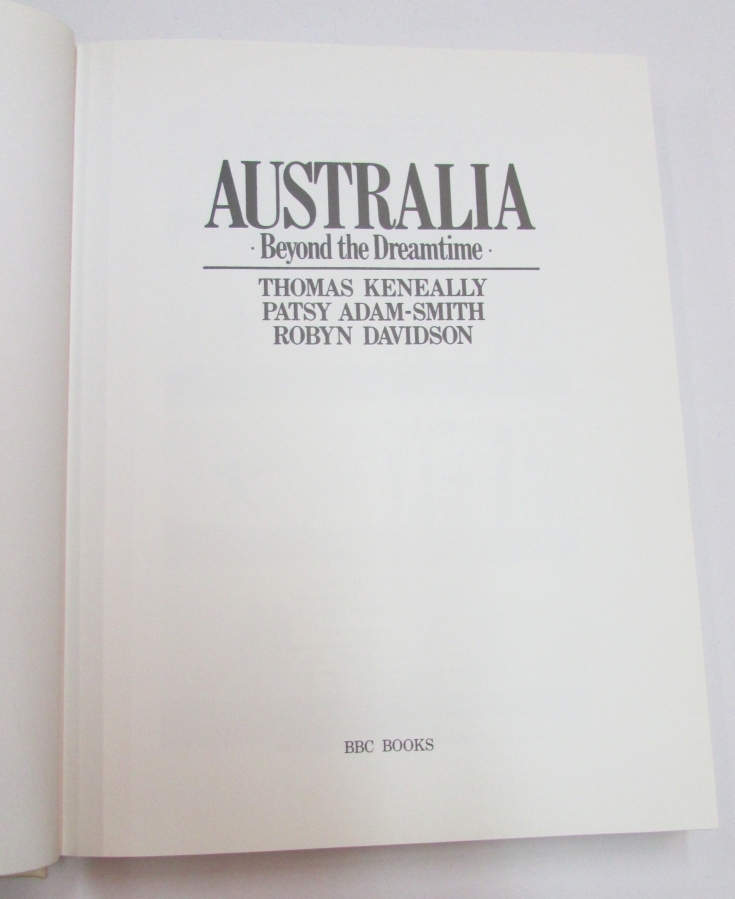 AUSTRALIA
· Beyond the Dreamtime ·
THOMAS KENEALLY
PATSY ADAM-SMITH
ROBYN DAVIDSON
BBC BOOKS